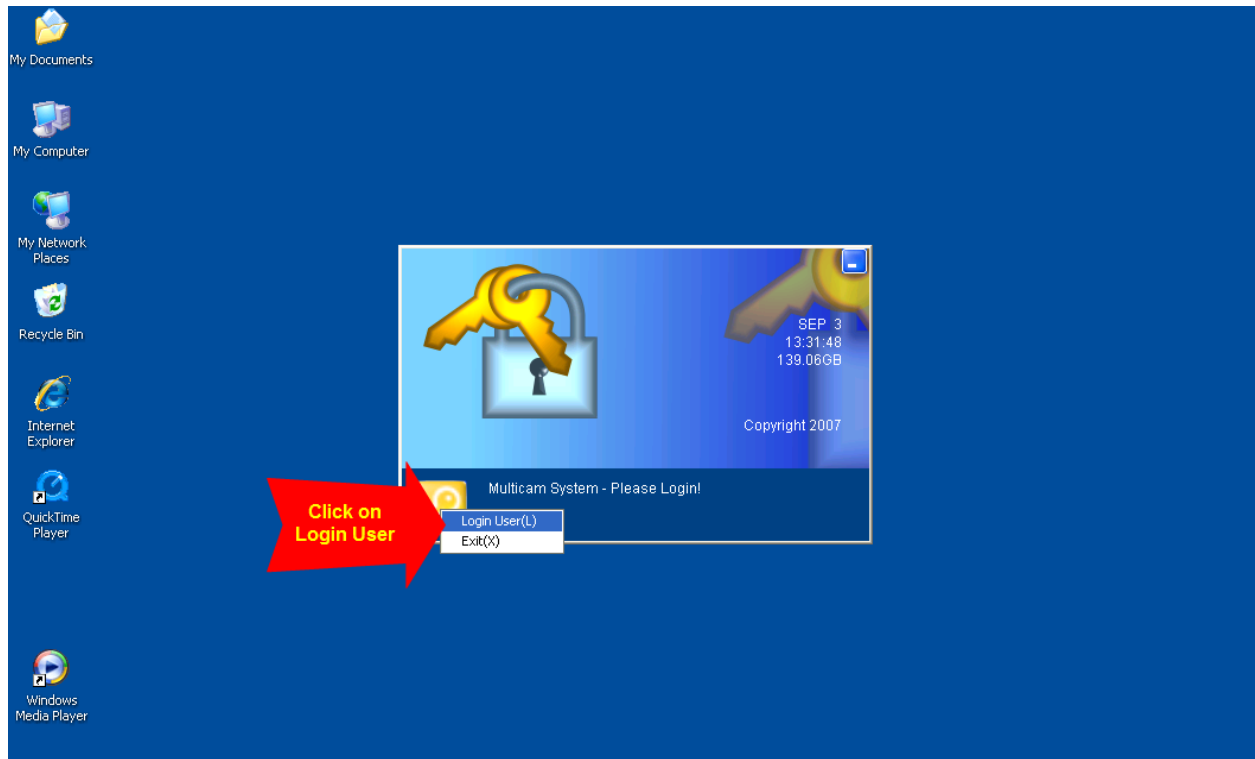 My Documents
My Computer
My Network
Places
Recycle Bin
Internet
Explorer
QuickTime
Player
Windows
Media Player
SEP 3
13:31:48
139.06GB
Copyright 2007
Multicam System - Please Login!
Click on
Login User
Login User(L)
Exit(X)